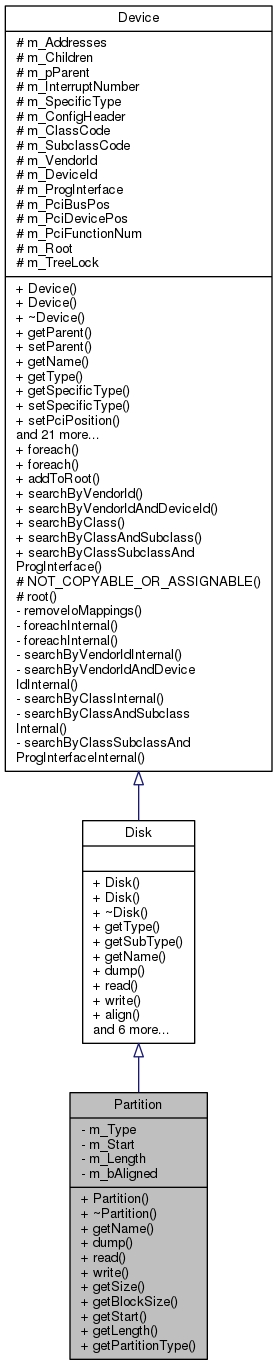 Device
# m_Addresses
# m_Children
# m_pParent
# m_InterruptNumber
# m_SpecificType
# m_ConfigHeader
# m_ClassCode
# m_SubclassCode
# m_VendorId
# m_DeviceId
# m_ProgInterface
# m_PciBusPos
# m_PciDevicePos
# m_PciFunctionNum
# m_Root
# m_TreeLock
+ Device()
+ Device()
+ ~Device()
+ getParent()
+ setParent()
+ getName()
+ getType()
+ getSpecificType()
+ setSpecificType()
+ setPciPosition()
and 21 more...
+ foreach()
+ foreach()
+ addToRoot()
+ searchByVendorId()
+ searchByVendorIdAndDeviceId()
+ searchByClass()
+ searchByClassAndSubclass()
+ searchByClassSubclassAnd
ProgInterface()
# NOT_COPYABLE_OR_ASSIGNABLE()
# root()
- removeIoMappings()
- foreachInternal()
- foreachInternal()
- searchByVendorIdInternal()
- searchByVendorIdAndDevice
IdInternal()
- searchByClassInternal()
- searchByClassAndSubclass
Internal()
- searchByClassSubclassAnd
ProgInterfaceInternal()
Disk
+ Disk()
+ Disk()
+ ~Disk()
+ getType()
+ getSubType()
+ getName()
+ dump()
+ read()
+ write()
+ align()
and 6 more...
Partition
- m_Type
- m_Start
- m_Length
- m_bAligned
+ Partition()
+ ~Partition()
+ getName()
+ dump()
+ read()
+ write()
+ getSize()
+ getBlockSize()
+ getStart()
+ getLength()
+ getPartitionType()